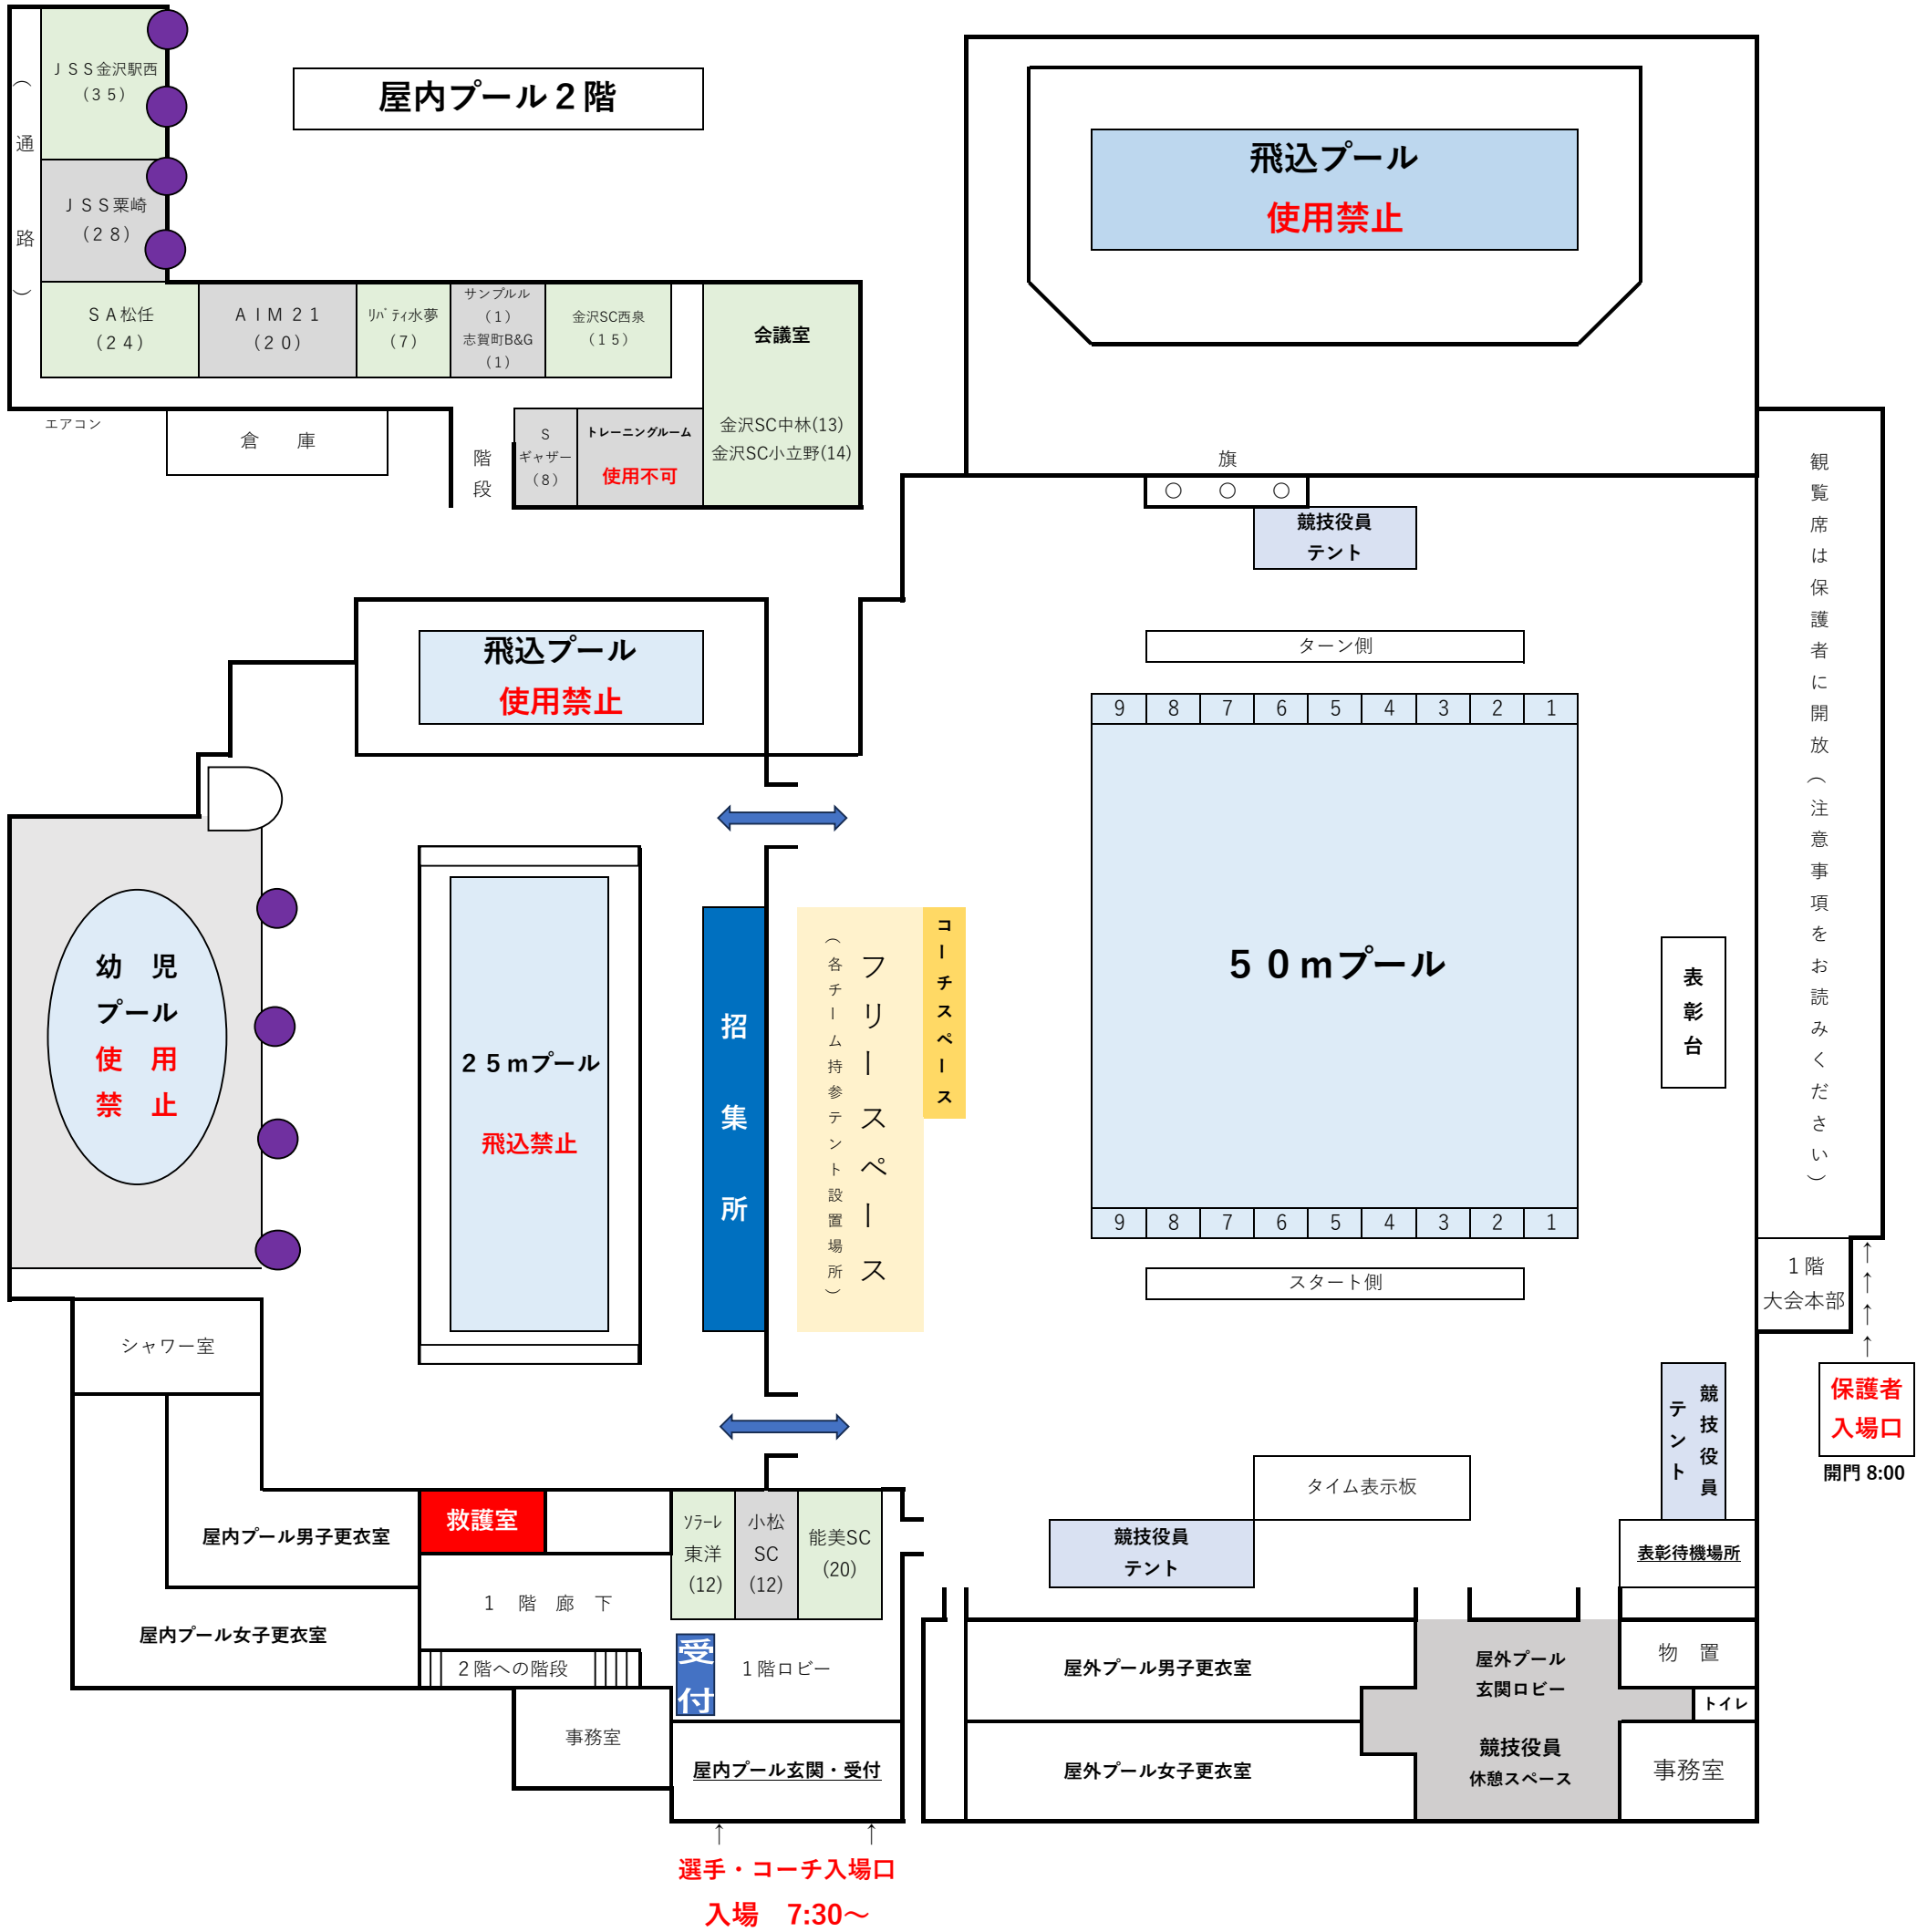 屋内プール２階
（通路）
ＪＳＳ金沢駅西
（３５）
ＪＳＳ粟崎
（２８）
ＳＡ松任
（２４）
ＡＩＭ２１
（２０）
ﾘﾊﾞﾃｨ水夢
（７）
サンプルル
（１）
志賀町B&G
（１）
金沢SC西泉
（１５）
会議室
金沢SC中林(13)
金沢SC小立野(14)
エアコン
倉　庫
階段
Ｓ
ギャザー
（８）
トレーニングルーム
使用不可
飛込プール
使用禁止
旗
○　○　○
競技役員
テント
ターン側
9 8 7 6 5 4 3 2 1
５０ｍプール
9 8 7 6 5 4 3 2 1
スタート側
観覧席は保護者に開放（注意事項をお読みください）
表彰台
１階
大会本部
↑
↑
↑
↑
保護者
入場口
開門 8:00
飛込プール
使用禁止
幼　児
プール
使　用
禁　止
２５ｍプール
飛込禁止
招集所
フリースペース
（各チーム持参テント設置場所）
コーチスペース
シャワー室
屋内プール男子更衣室
屋内プール女子更衣室
救護室
１　階　廊　下
２階への階段
事務室
ｿﾗｰﾚ
東洋
(12)
小松
SC
(12)
能美SC
(20)
受付
１階ロビー
屋内プール玄関・受付
↑　↑
選手・コーチ入場口
入場　7:30～
タイム表示板
競技役員
テント
競技役員
テント
表彰待機場所
屋外プール男子更衣室
屋外プール女子更衣室
屋外プール
玄関ロビー
競技役員
休憩スペース
物　置
トイレ
事務室